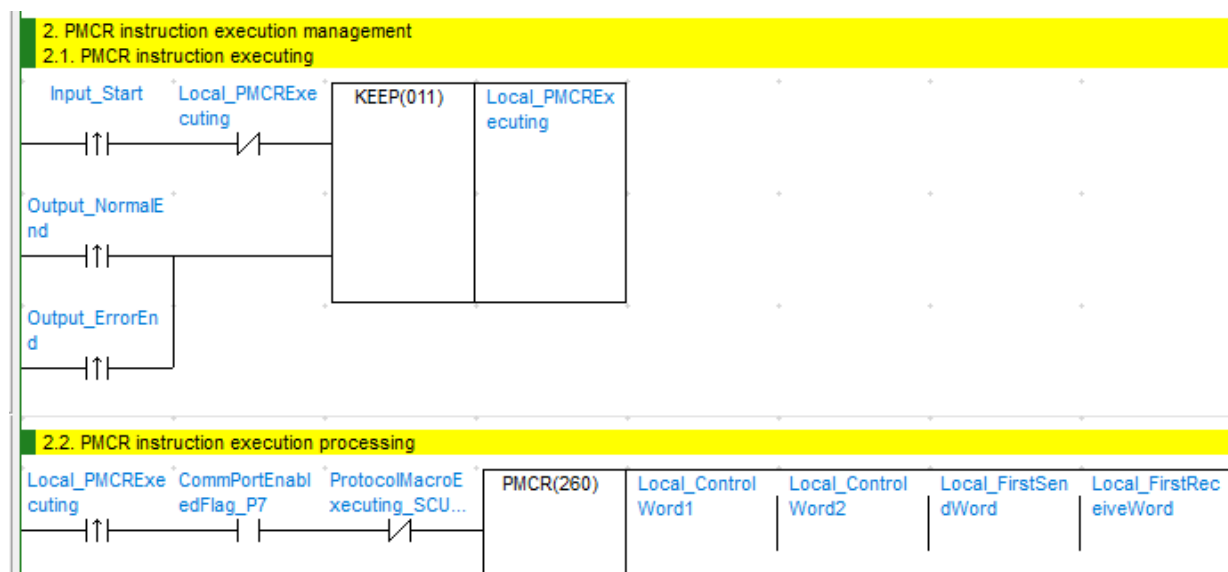 2. PMCR instruction execution management
2.1. PMCR instruction executing
Input_Start
Local_PMCRExe
cuting
KEEP(011)
Local_PMCREx
ecuting
Output_NormalE
nd
Output_ErrorEn
d
2.2. PMCR instruction execution processing
Local_PMCRExe
cuting
CommPortEnabl
edFlag_P7
ProtocolMacroE
xecuting_SCU...
PMCR(260)
Local_Control
Word1
Local_Control
Word2
Local_FirstSen
dWord
Local_FirstRec
eiveWord